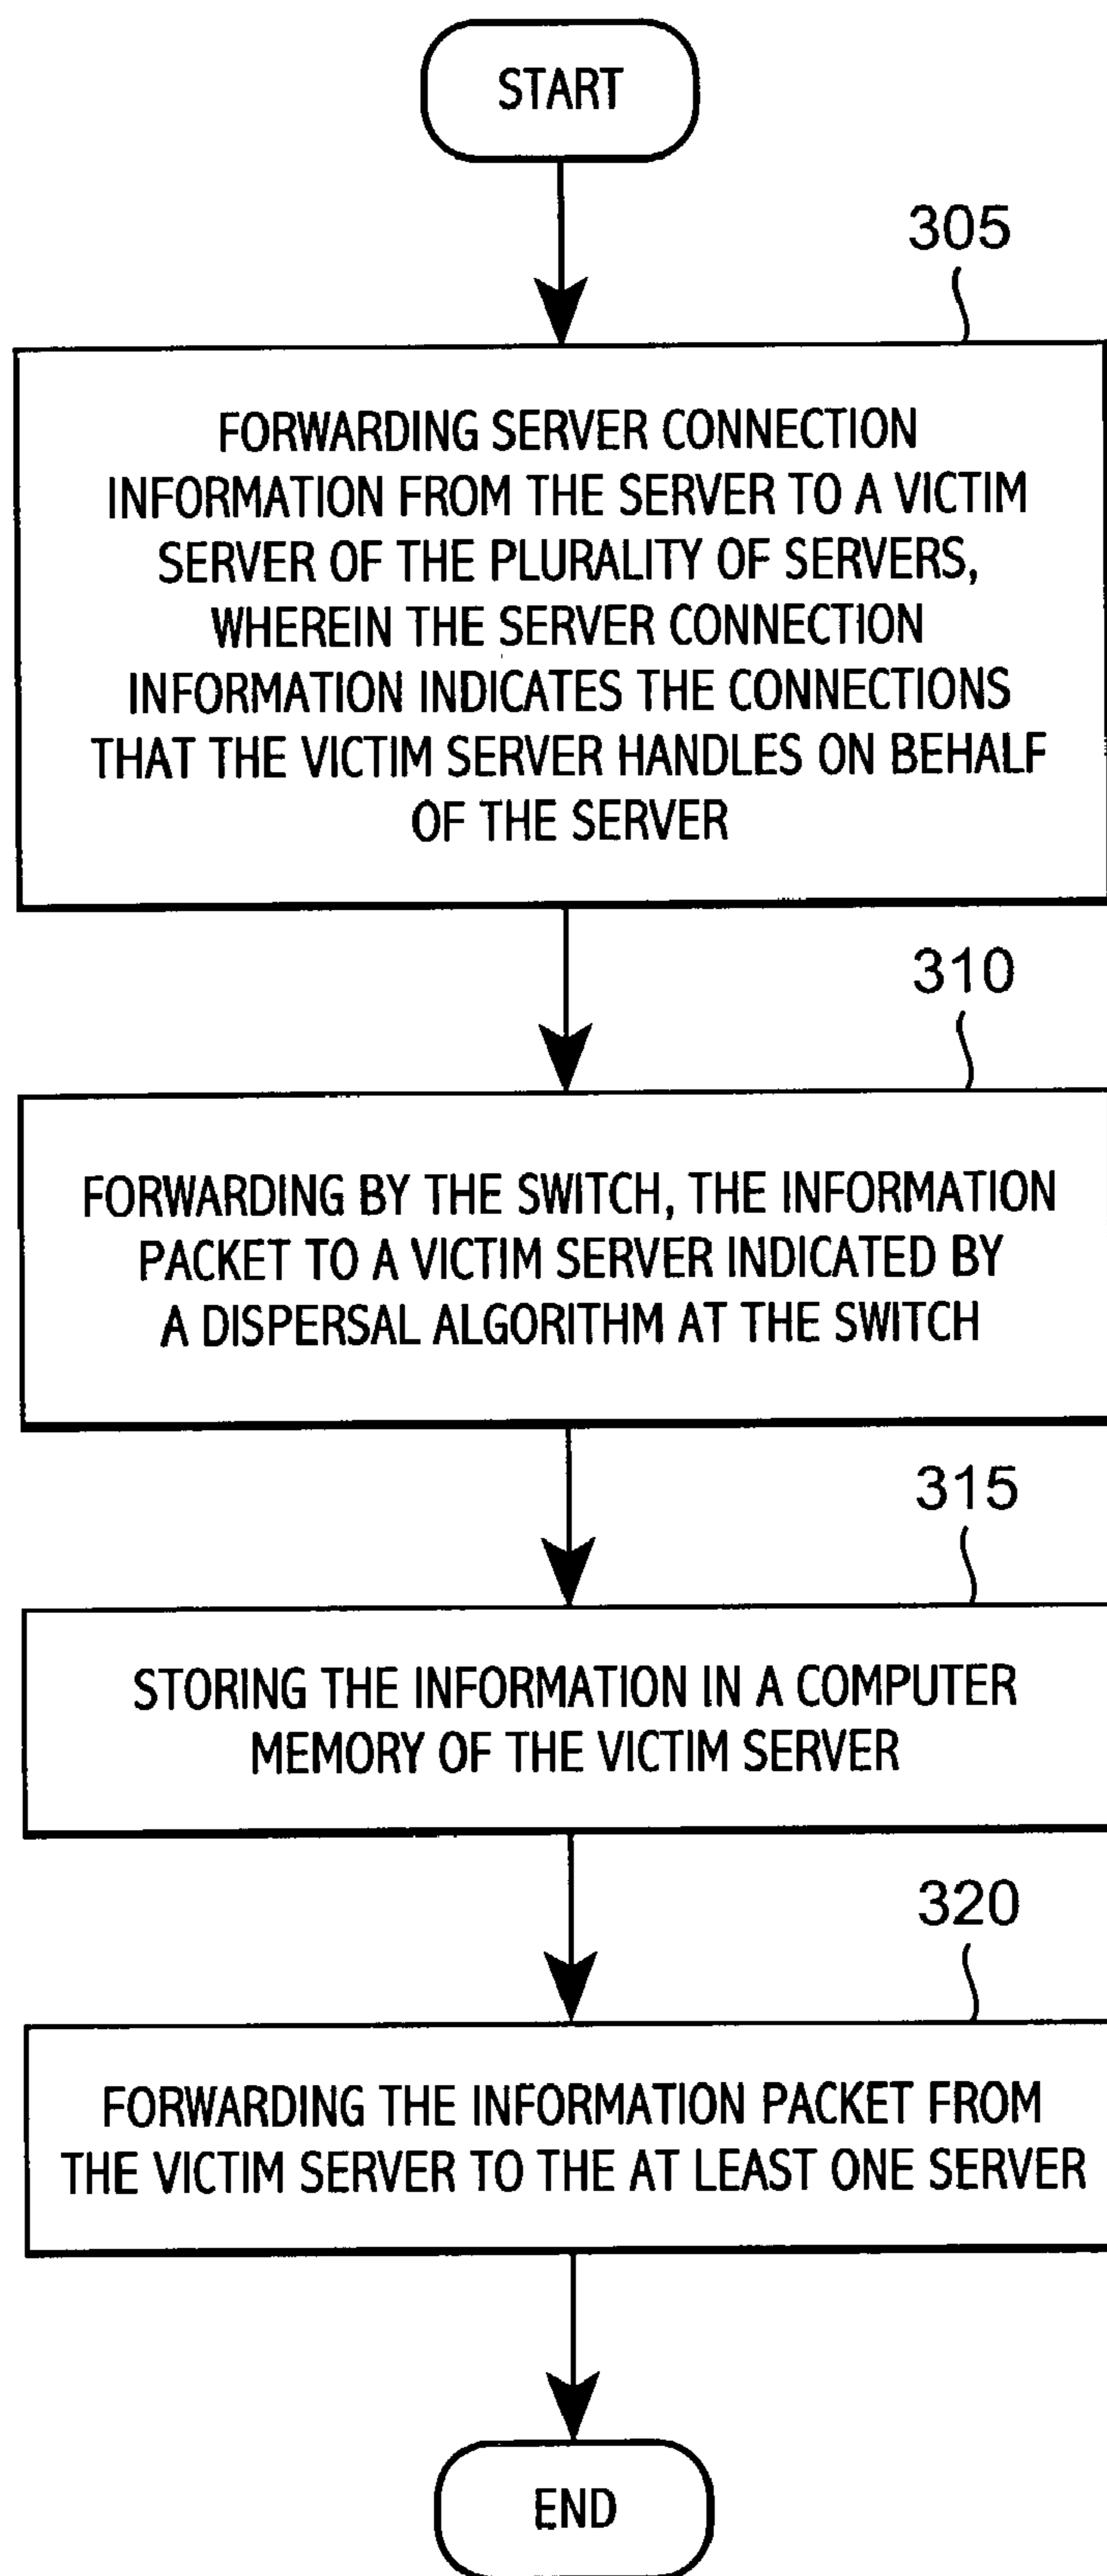 START
305
FORWARDING SERVER CONNECTION
INFORMATION FROM THE SERVER TO A VICTIM
SERVER OF THE PLURALITY OF SERVERS,
WHEREIN THE SERVER CONNECTION
INFORMATION INDICATES THE CONNECTIONS
THAT THE VICTIM SERVER HANDLES ON BEHALF
OF THE SERVER
310
FORWARDING BY THE SWITCH, THE INFORMATION
PACKET TO A VICTIM SERVER INDICATED BY
A DISPERSAL ALGORITHM AT THE SWITCH
315
STORING THE INFORMATION IN A COMPUTER
MEMORY OF THE VICTIM SERVER
320
FORWARDING THE INFORMATION PACKET FROM
THE VICTIM SERVER TO THE AT LEAST ONE SERVER
END